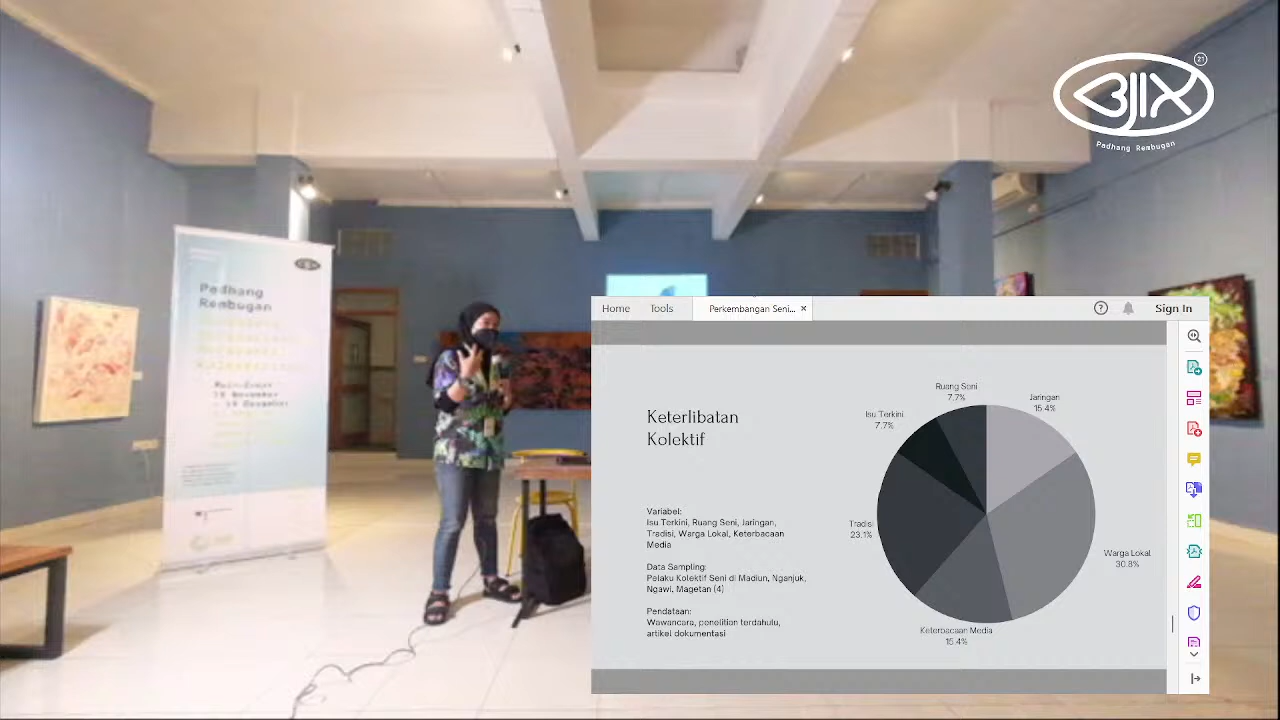 BJIX
21
Padhang Rembugan
Padhang
Rembugan
Home
Tools
Perkembangan Seni...
Sign In
Keterlibatan
Kolektif
Variabel:
Isu Terkini, Ruang Seni, Jaringan,
Tradisi, Warga Lokal, Keterbacaan
Media
Data Sampling:
Pelaku Kolektif Seni di Madiun, Nganjuk,
Ngawi, Magetan (4)
Pendataan:
Wawancara, penelitian terdahulu,
artikel dokumentasi
Ruang Seni
7.7%
Jaringan
15.4%
Isu Terkini
7.7%
Tradisi
23.1%
Warga Lokal
30.8%
Keterbacaan Media
15.4%